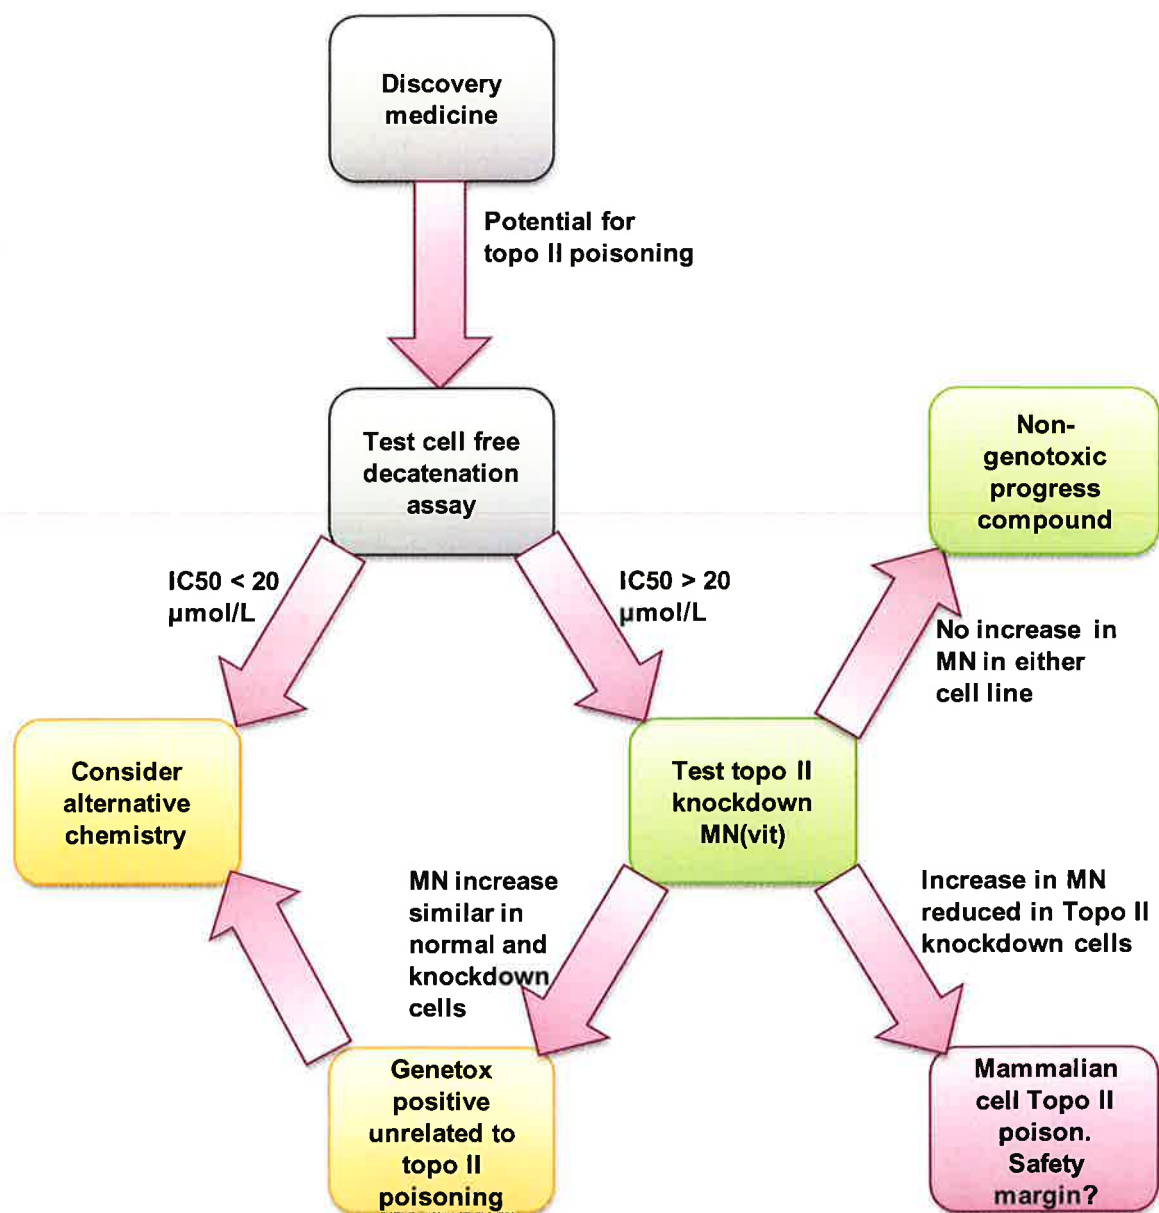 Discovery
medicine
Potential for
topo II poisoning
Test cell free
decatenation
assay
Non-
genotoxic
progress
compound
IC50 < 20
µmol/L
IC50 > 20
µmol/L
No increase in
MN in either
cell line
Consider
alternative
chemistry
Test topo II
knockdown
MN(vit)
MN increase
similar in
normal and
knockdown
cells
Increase in MN
reduced in Topo II
knockdown cells
Genetox
positive
unrelated to
topo II
poisoning
Mammalian
cell Topo II
poison.
Safety
margin?